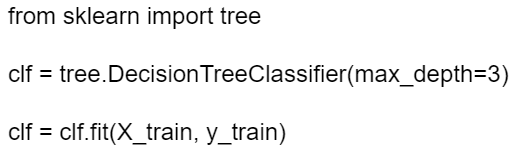 from sklearn import tree
clf = tree.DecisionTreeClassifier(max_depth=3)
clf = clf.fit(X_train, y_train)